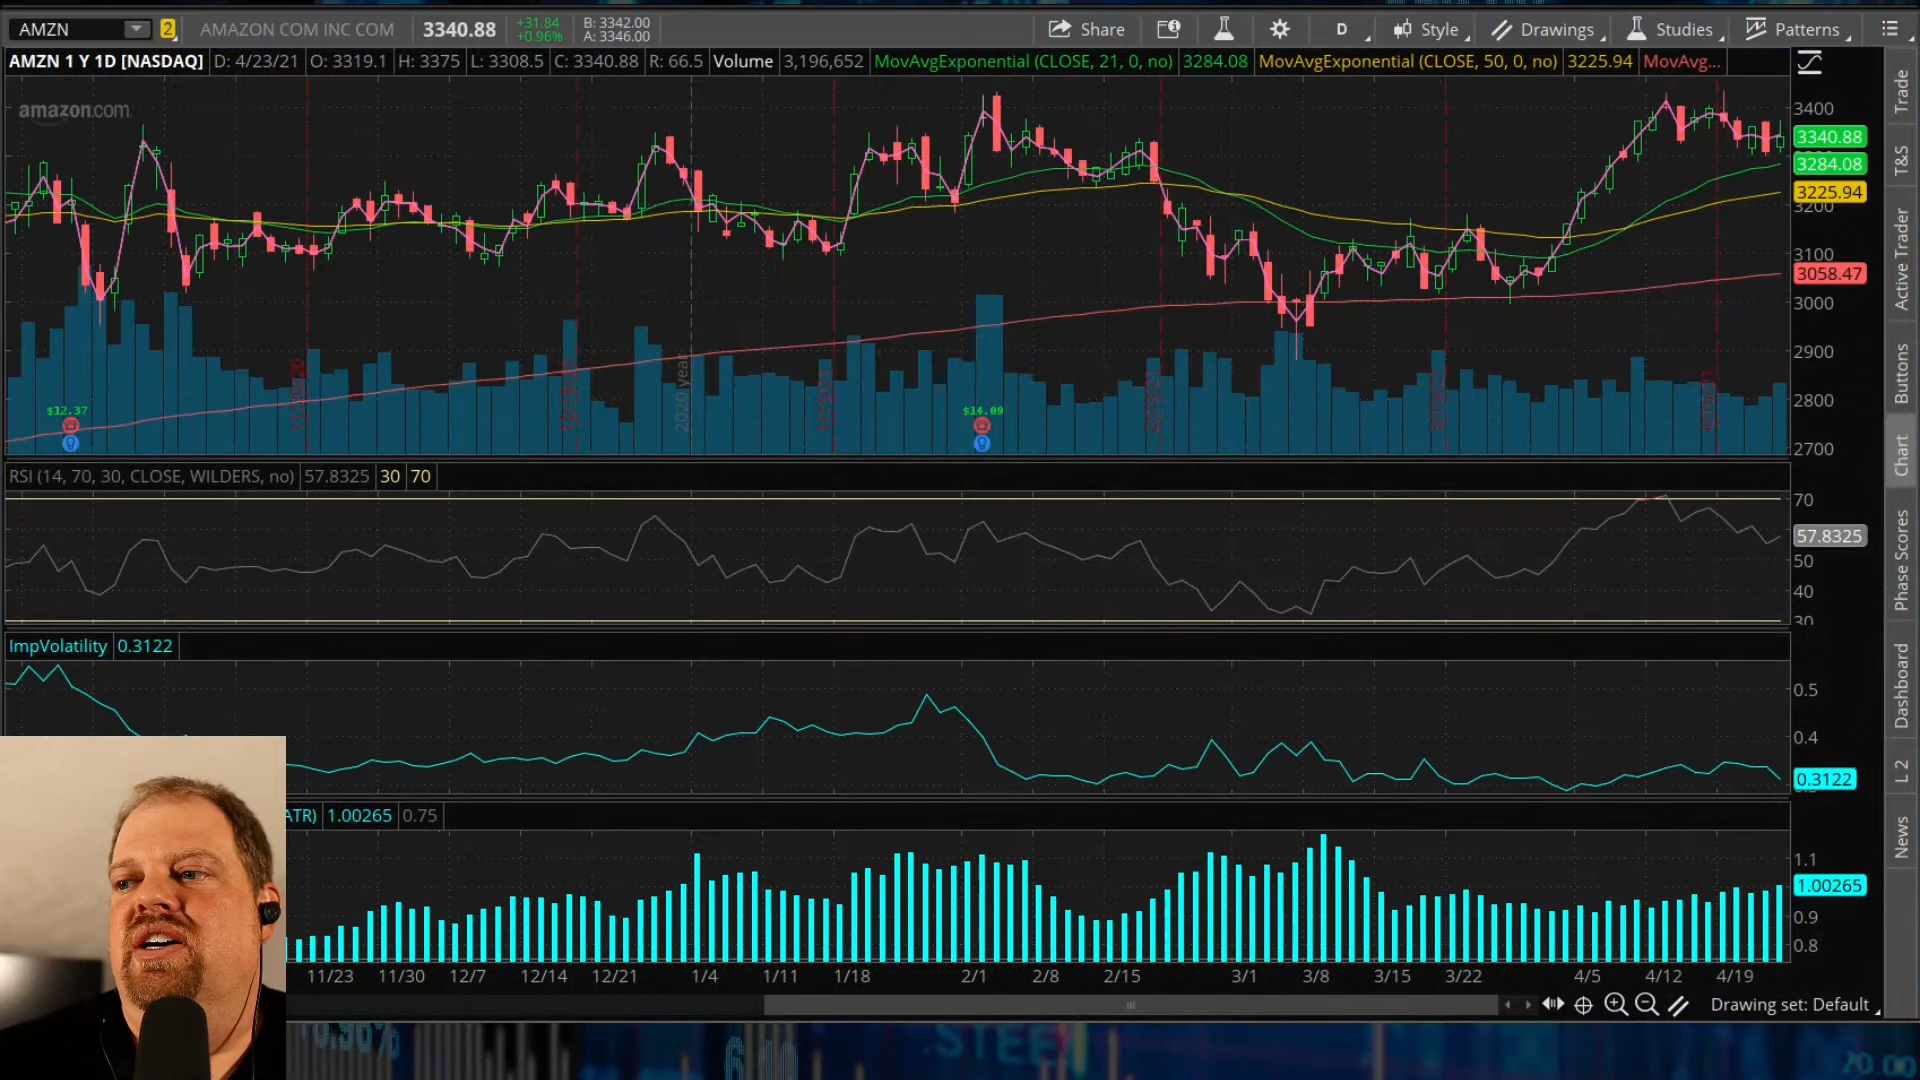 AMZN 2 AMAZON COM INC COM 3340.88 +31.84 +0.96% B: 3342.00 A: 3346.00 Share D Style Drawings Studies Patterns
AMZN 1 Y 1D [NASDAQ] D: 4/23/21 O: 3319.1 H: 3375 L: 3308.5 C: 3340.88 R: 66.5 Volume 3,196,652 MovAvgExponential (CLOSE, 21, 0, no) 3284.08 MovAvgExponential (CLOSE, 50, 0, no) 3225.94 MovAvg...
amazon.com
3400
3340.88
3284.08
3225.94
3200
3100
3058.47
3000
2900
2800
2700
2020 year
$12.37
$14.09
RSI (14, 70, 30, CLOSE, WILDERS, no) 57.8325 30 70
70
57.8325
50
40
30
ImpVolatility 0.3122
0.5
0.4
0.3122
ATR) 1.00265 0.75
1.1
1.00265
0.9
0.8
11/23 11/30 12/7 12/14 12/21 1/4 1/11 1/18 2/1 2/8 2/15 3/1 3/8 3/15 3/22 4/5 4/12 4/19
Drawing set: Default
Trade
T&S
Active Trader
Buttons
Chart
Phase Scores
Dashboard
L 2
News
STEE
70.00